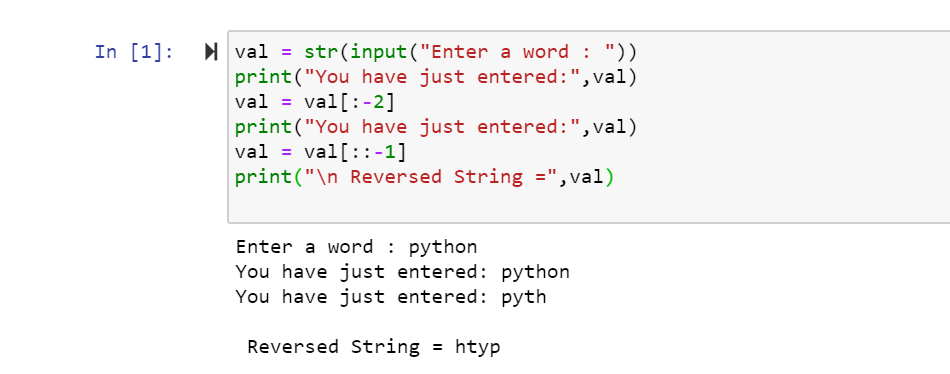 In [1]: val = str(input("Enter a word : "))
print("You have just entered:",val)
val = val[:-2]
print("You have just entered:",val)
val = val[::-1]
print("\n Reversed String =",val)
Enter a word : python
You have just entered: python
You have just entered: pyth
Reversed String = htyp